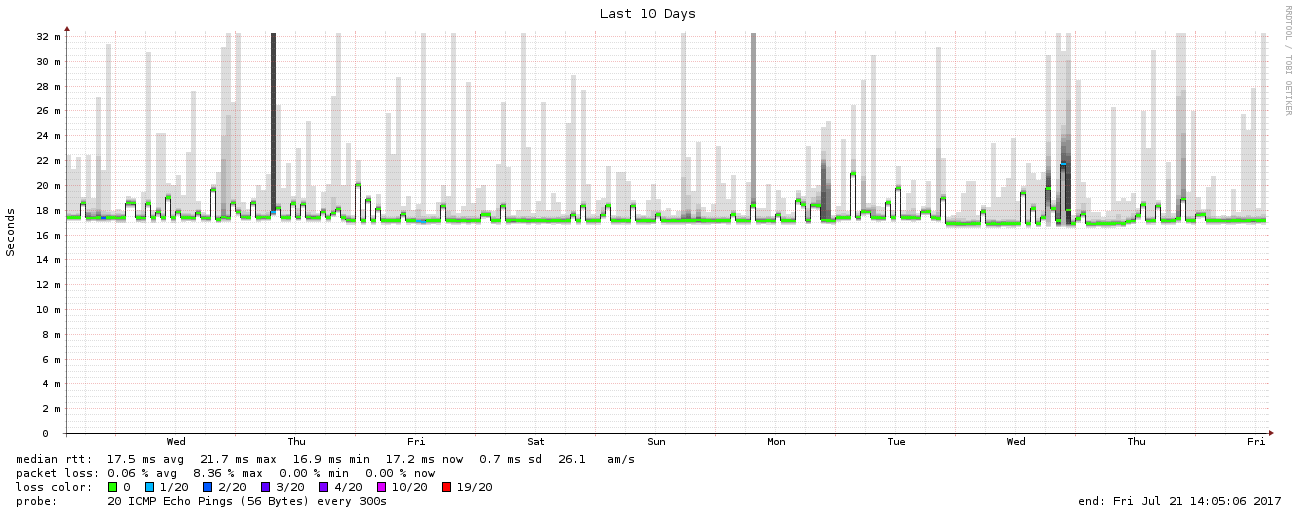 Last 10 Days
RRDTOOL / TOBI OETIKER
Seconds
32 m
30 m
28 m
26 m
24 m
22 m
20 m
18 m
16 m
14 m
12 m
10 m
8 m
6 m
4 m
2 m
0
Wed Thu Fri Sat Sun Mon Tue Wed Thu Fri
median rtt: 17.5 ms avg 21.7 ms max 16.9 ms min 17.2 ms now 0.7 ms sd 26.1 am/s
packet loss: 0.06 % avg 8.36 % max 0.00 % min 0.00 % now
loss color: 0 1/20 2/20 3/20 4/20 10/20 19/20
probe: 20 ICMP Echo Pings (56 Bytes) every 300s end: Fri Jul 21 14:05:06 2017